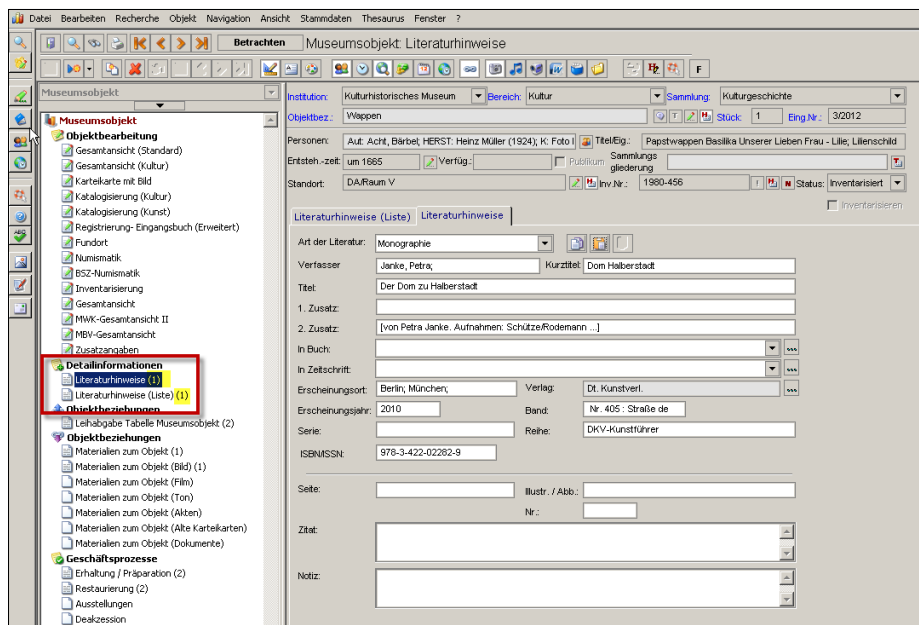 Datei Bearbeiten Recherche Objekt Navigation Ansicht Stammdaten Thesaurus Fenster ?
Betrachten Museumsobjekt: Literaturhinweise
F
Museumsobjekt
Museumsobjekt
Objektbearbeitung
Gesamtansicht (Standard)
Gesamtansicht (Kultur)
Karteikarte mit Bild
Katalogisierung (Kultur)
Katalogisierung (Kunst)
Registrierung- Eingangsbuch (Erweitert)
Fundort
Numismatik
BSZ-Numismatik
Inventarisierung
Gesamtansicht
MWK-Gesamtansicht II
MBV-Gesamtansicht
Zusatzangaben
Detailinformationen
Literaturhinweise (1)
Literaturhinweise (Liste) (1)
Objektbeziehungen
Leihabgabe Tabelle Museumsobjekt (2)
Objektbeziehungen
Materialien zum Objekt (1)
Materialien zum Objekt (Bild) (1)
Materialien zum Objekt (Film)
Materialien zum Objekt (Ton)
Materialien zum Objekt (Akten)
Materialien zum Objekt (Alte Karteikarten)
Materialien zum Objekt (Dokumente)
Geschäftsprozesse
Erhaltung / Präparation (2)
Restaurierung (2)
Ausstellungen
Deakzession
Institution: Kulturhistorisches Museum Bereich: Kultur Sammlung: Kulturgeschichte
Objektbez.: Wappen Stück: 1 Eing.Nr.: 3/2012
Personen: Aut: Acht, Bärbel; HERST: Heinz Müller (1924); K: Foto I Titel/Eig.: Papstwappen Basilika Unserer Lieben Frau - Lilie; Lilienschild
Entsteh.-zeit: um 1665 Verfüg.: Publikum Sammlungs
gliederung
Standort: DA/Raum V Inv.Nr.: 1980-456 Status: Inventarisiert
Inventarisieren
Literaturhinweise (Liste) Literaturhinweise
Art der Literatur: Monographie
Verfasser Janke, Petra; Kurztitel: Dom Halberstadt
Titel: Der Dom zu Halberstadt
1. Zusatz:
2. Zusatz: [von Petra Janke. Aufnahmen: Schütze/Rodemann ...]
In Buch:
In Zeitschrift:
Erscheinungsort: Berlin; München; Verlag: Dt. Kunstverl.
Erscheinungsjahr: 2010 Band: Nr. 405 : Straße de
Serie: Reihe: DKV-Kunstführer
ISBN/ISSN: 978-3-422-02282-9
Seite: Illustr. / Abb.:
Nr.:
Zitat:
Notiz: